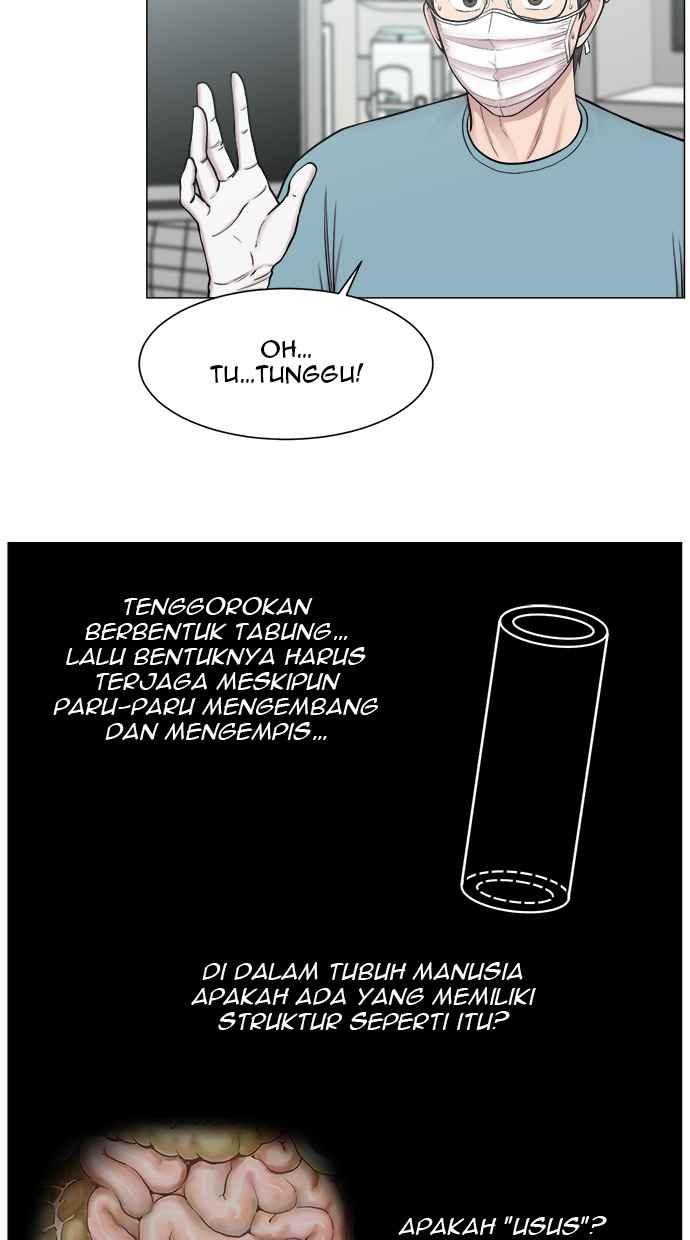 OH...
TU...TUNGGU!
TENGGOROKAN
BERBENTUK TABUNG...
LALU BENTUKNYA HARUS
TERJAGA MESKIPUN
PARU-PARU MENGEMBANG
DAN MENGEMPIS...
DI DALAM TUBUH MANUSIA
APAKAH ADA YANG MEMILIKI
STRUKTUR SEPERTI ITU?
APAKAH "USUS"?